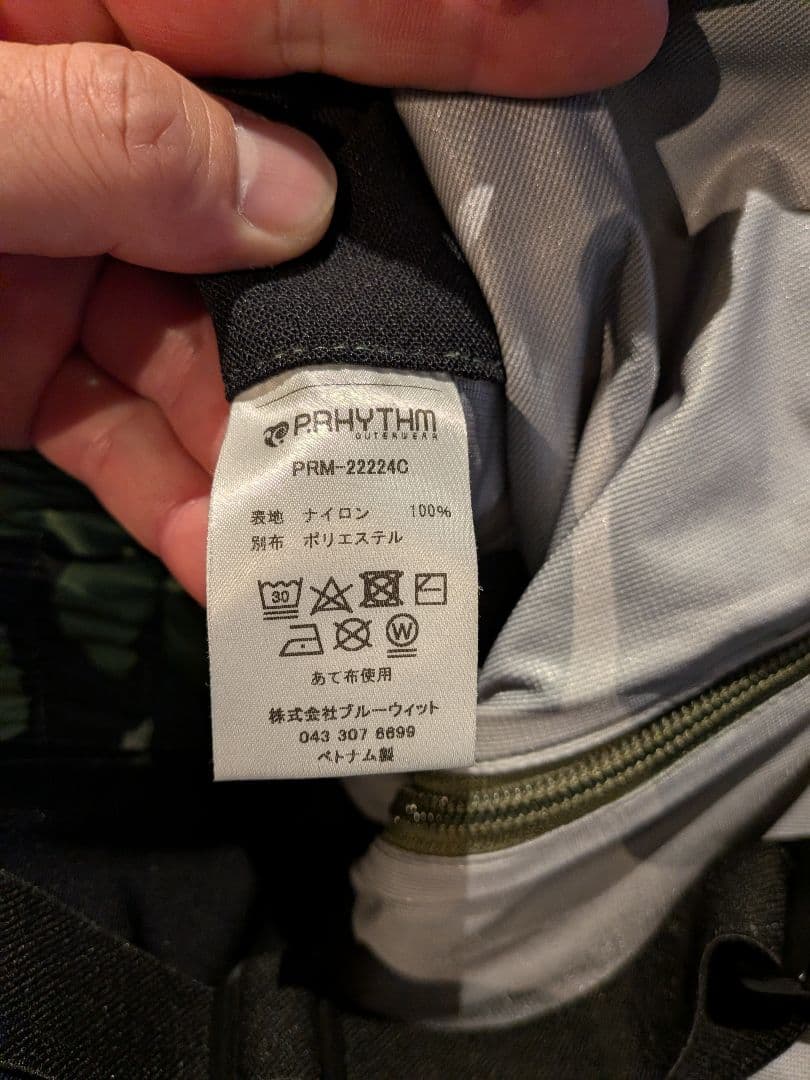 P.RHYTHM
OUTERWEAR
PRM-22224C
表地 ナイロン 100%
別布 ポリエステル
30
W
あて布使用
株式会社ブルーウィット
043 307 6699
ベトナム製